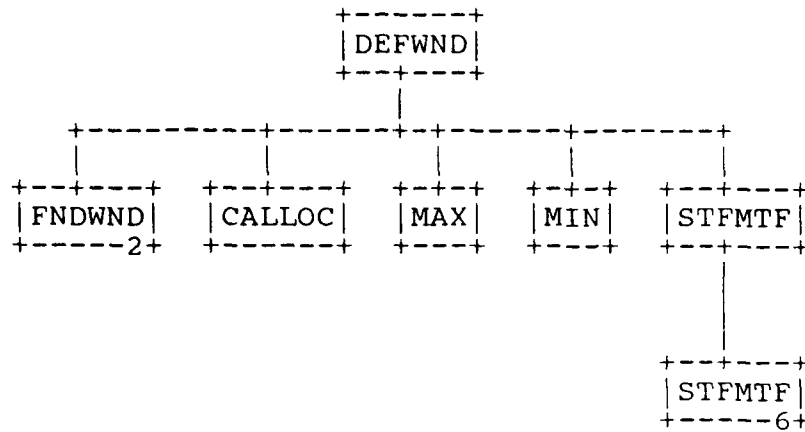 DEFWND
FNDWND CALLOC MAX MIN STFMTF
2
STFMTF
6